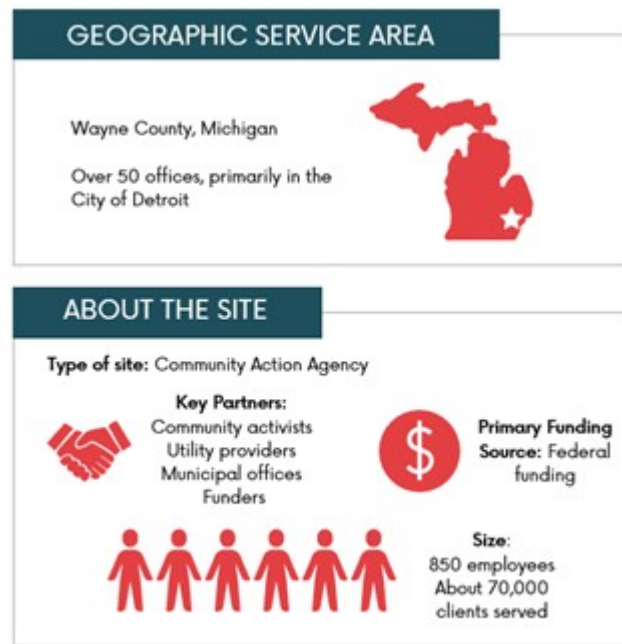 GEOGRAPHIC SERVICE AREA
Wayne County, Michigan
Over 50 offices, primarily in the
City of Detroit
ABOUT THE SITE
Type of site: Community Action Agency
Key Partners:
Community activists
Utility providers
Municipal offices
Funders
$
Primary Funding
Source: Federal
funding
Size:
850 employees
About 70,000
clients served